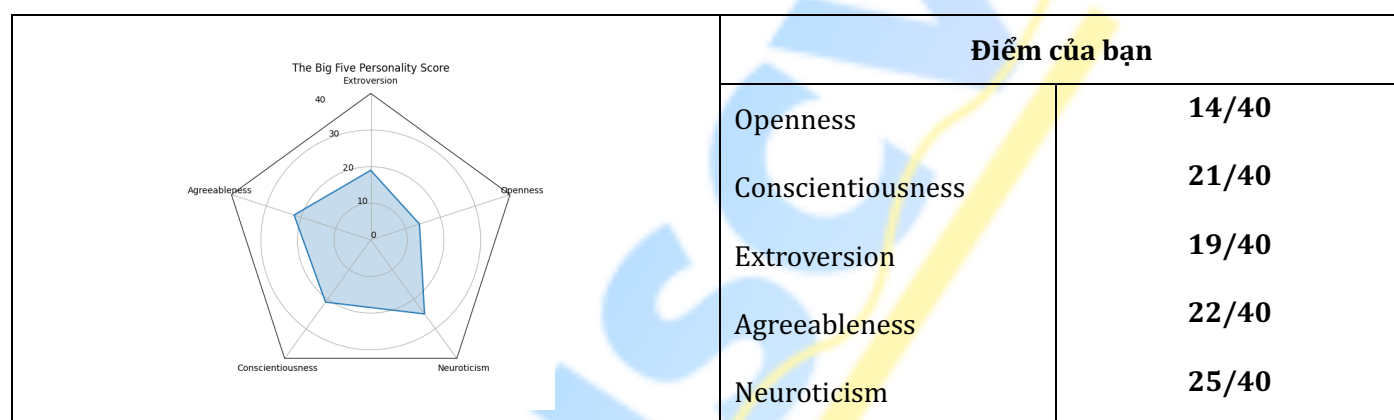 The Big Five Personality Score
Extroversion
40
30
20
10
0
Agreeableness
Openness
Conscientiousness
Neuroticism
Điểm của bạn
Openness 14/40
Conscientiousness 21/40
Extroversion 19/40
Agreeableness 22/40
Neuroticism 25/40